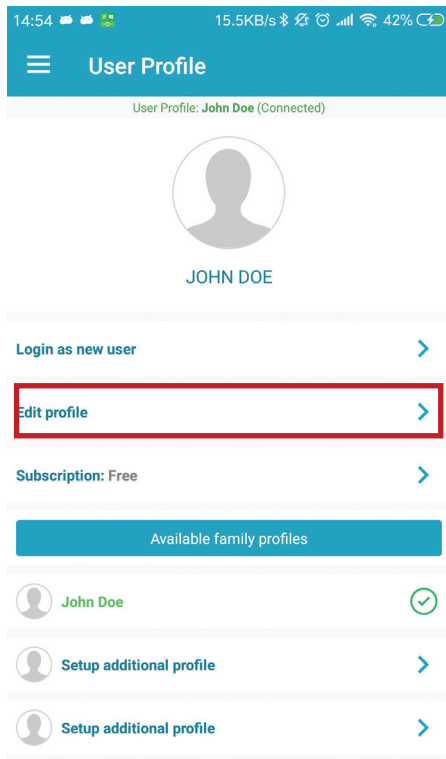 14:54 15.5KB/s 42%
User Profile
User Profile: John Doe (Connected)
JOHN DOE
Login as new user
Edit profile
Subscription: Free
Available family profiles
John Doe
Setup additional profile
Setup additional profile